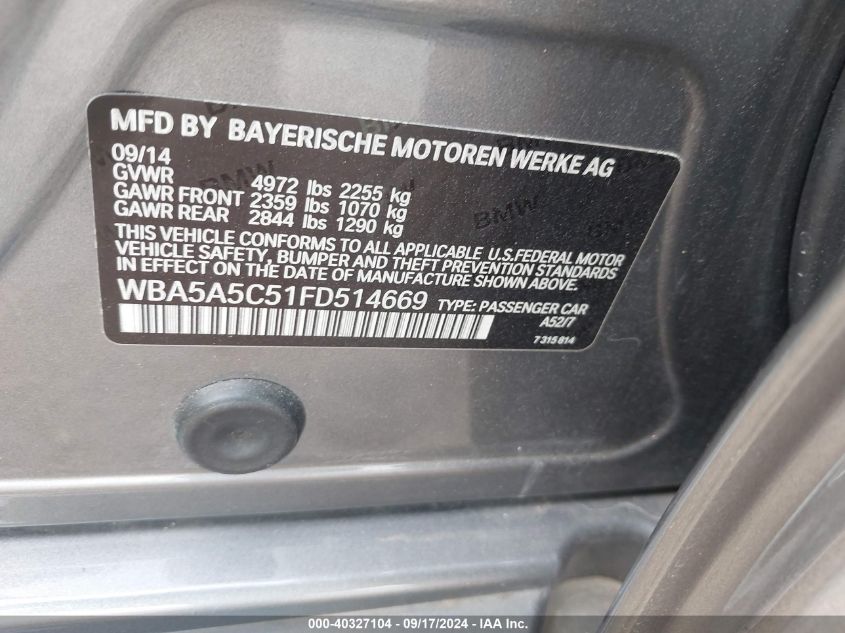 MFD BY BAYERISCHE MOTOREN WERKE AG
09/14
GVWR 4972 lbs 2255 kg
GAWR FRONT 2359 lbs 1070 kg
GAWR REAR 2844 lbs 1290 kg
THIS VEHICLE CONFORMS TO ALL APPLICABLE U.S.FEDERAL MOTOR
VEHICLE SAFETY, BUMPER AND THEFT PREVENTION STANDARDS
IN EFFECT ON THE DATE OF MANUFACTURE SHOWN ABOVE.
WBA5A5C51FD514669 TYPE: PASSENGER CAR
A52/7
7315814
BMW
BMW
000-40327104 / 09/17/2024 - IAA Inc.